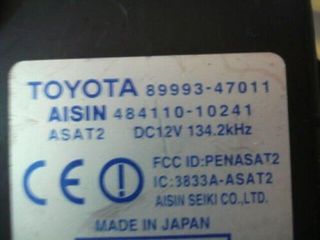 TOYOTA 89993-47011
AISIN 484110-10241
ASAT2 DC12V 134.2kHz
CE FCC ID:PENASAT2
IC:3833A-ASAT2
AISIN SEIKI CO.,LTD.
MADE IN JAPAN